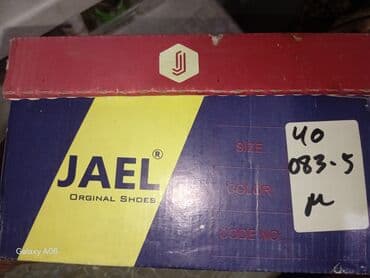 JAEL®
ORGINAL SHOES
SIZE
COLOR
CODE NO
40
083-5
μ
Galaxy A06